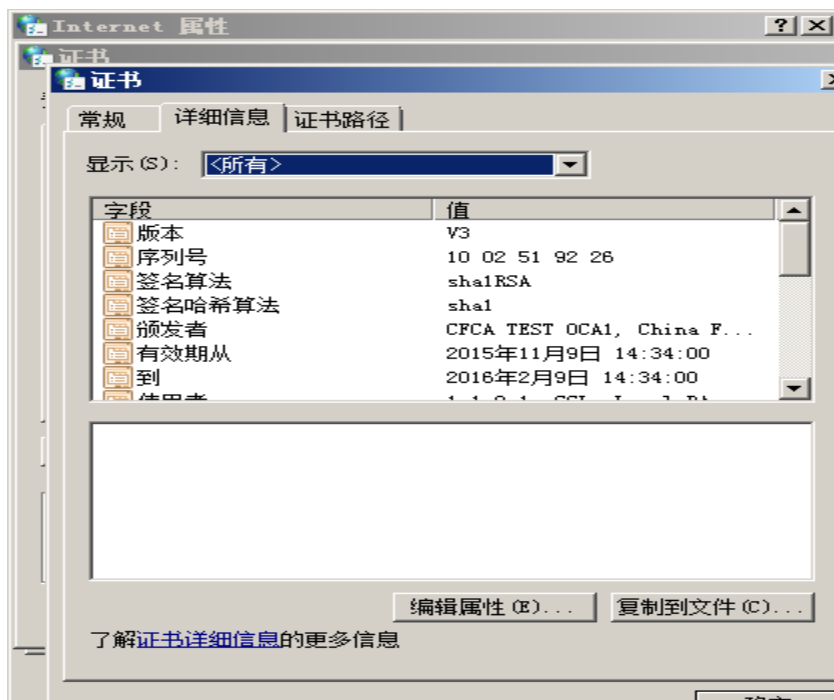 Internet 属性
证书
证书
常规 详细信息 证书路径
显示(S): <所有>
字段 值
版本 V3
序列号 10 02 51 92 26
签名算法 sha1RSA
签名哈希算法 sha1
颁发者 CFCA TEST OCA1, China F...
有效期从 2015年11月9日 14:34:00
到 2016年2月9日 14:34:00
编辑属性(E)... 复制到文件(C)...
了解证书详细信息的更多信息